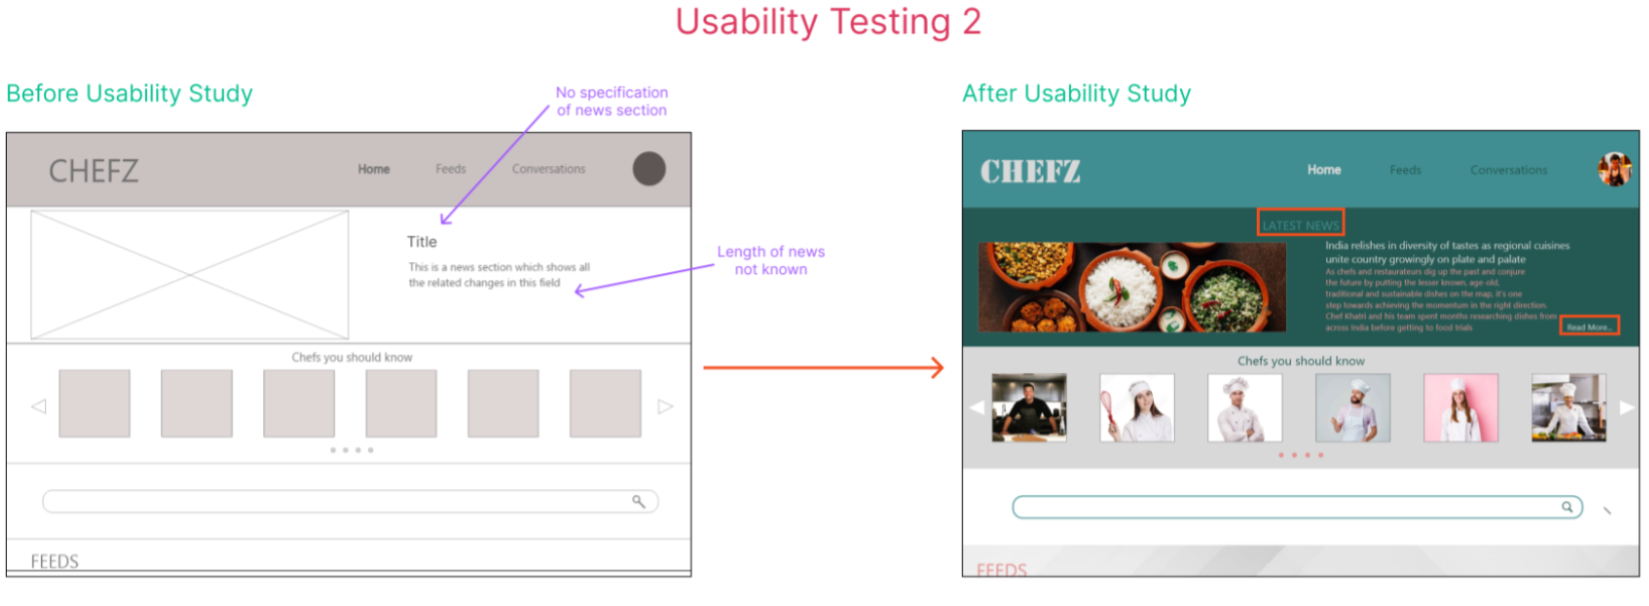 Usability Testing 2
Before Usability Study
No specification
of news section
CHEFZ
Home
Feeds
Conversations
Title
This is a news section which shows all
the related changes in this field
Length of news
not known
Chefs you should know
FEEDS
After Usability Study
CHEFZ
Home
Feeds
Conversations
LATEST NEWS
India relishes in diversity of tastes as regional cuisines
unite country growingly on plate and palate
As chefs and restaurateurs dig up the past and conjure
the future by putting the lesser known, age-old,
traditional and sustainable dishes on the map, it's one
step towards achieving the momentum in the right direction.
Chef Khatri and his team spent months researching dishes from
across India before getting to food trials
Read More...
Chefs you should know
FEEDS